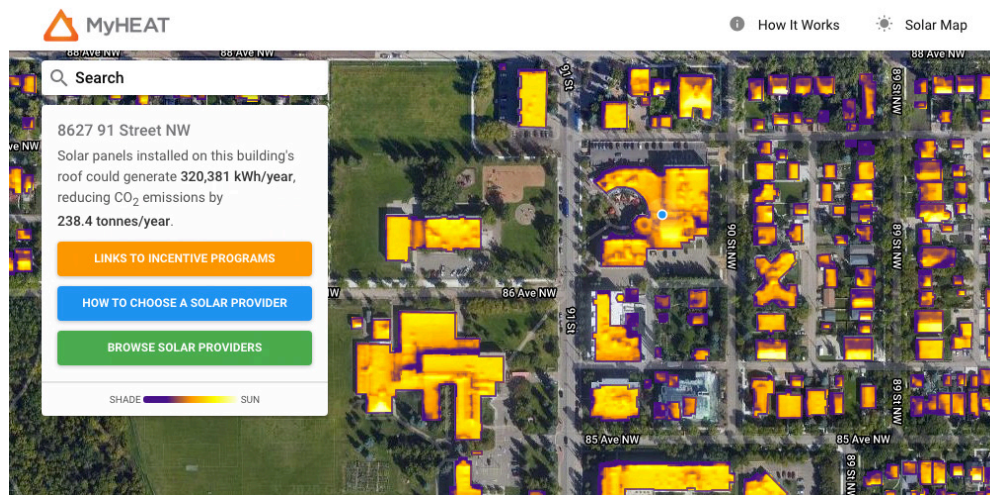 MyHEAT
How It Works
Solar Map
88 Ave NW
88 Ave NW
88 Ave NW
Search
91 St
89 St NW
8627 91 Street NW
Solar panels installed on this building's
roof could generate 320,381 kWh/year,
reducing CO2 emissions by
238.4 tonnes/year.
ve NW
90 St NW
89 St NW
LINKS TO INCENTIVE PROGRAMS
W
86 Ave NW
HOW TO CHOOSE A SOLAR PROVIDER
91 St
BROWSE SOLAR PROVIDERS
SHADE
SUN
89 St NW
85 Ave NW
85 Ave NW
89 St NW